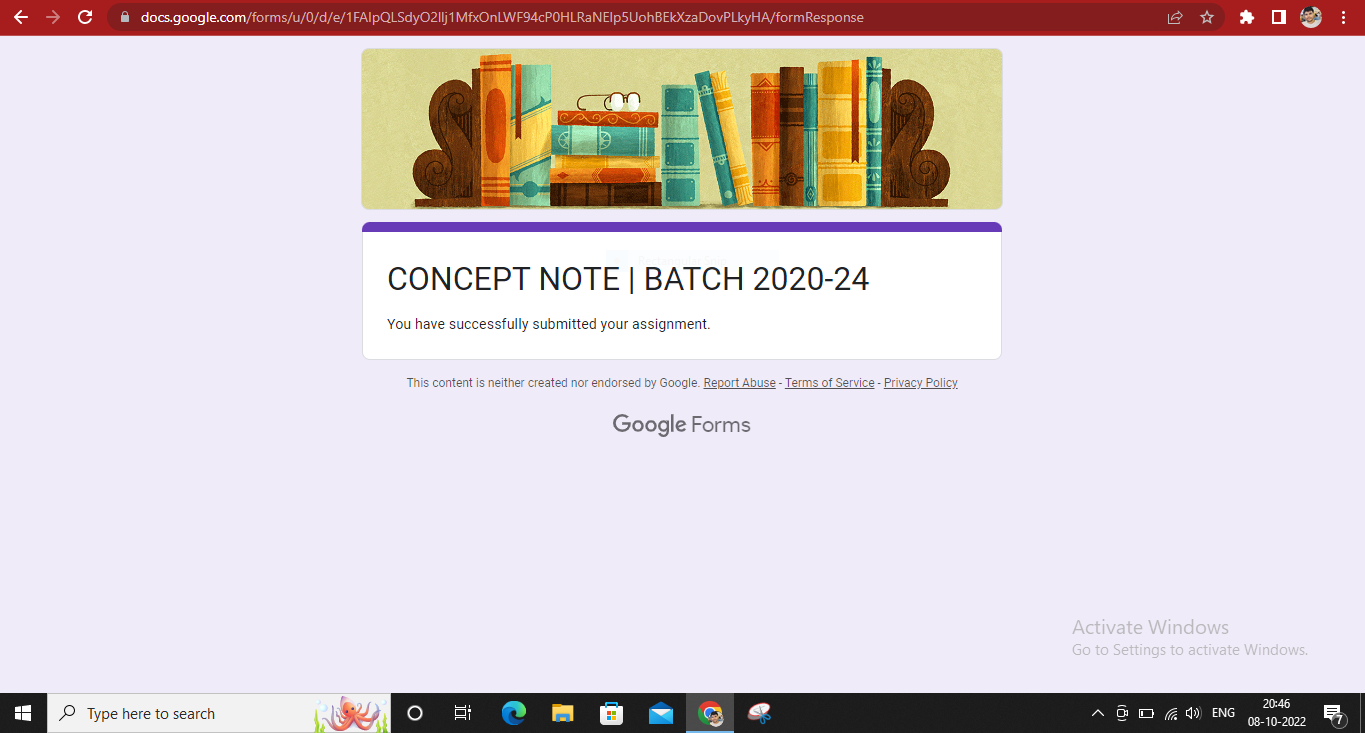 docs.google.com/forms/u/0/d/e/1FAIpQLSdyO2Ilj1MfxOnLWF94cP0HLRaNEIp5UohBEkXzaDovPLkyHA/formResponse
CONCEPT NOTE | BATCH 2020-24
You have successfully submitted your assignment.
This content is neither created nor endorsed by Google. Report Abuse - Terms of Service - Privacy Policy
Google Forms
Activate Windows
Go to Settings to activate Windows.
Type here to search
ENG
20:46
08-10-2022
7